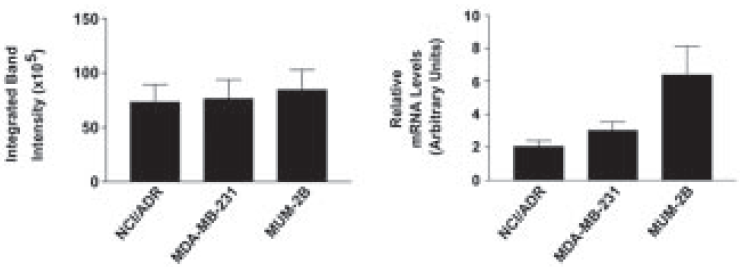 Integrated Band
Intensity (x10⁵)
150
100
50
0
NCI/ADR
MDA-MB-231
MUM-2B
Relative
mRNA Levels
(Arbitrary Units)
10
8
6
4
2
0
NCI/ADR
MDA-MB-231
MUM-2B